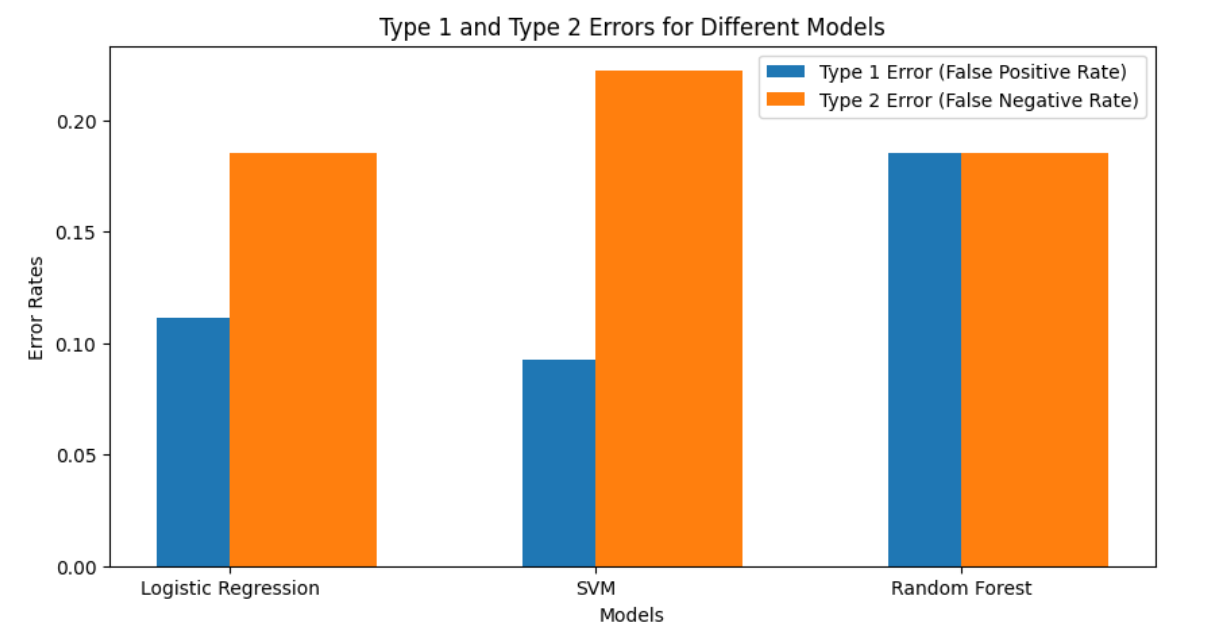 Type 1 and Type 2 Errors for Different Models
Type 1 Error (False Positive Rate)
Type 2 Error (False Negative Rate)
0.20
0.15
0.10
0.05
0.00
Error Rates
Logistic Regression
SVM
Random Forest
Models